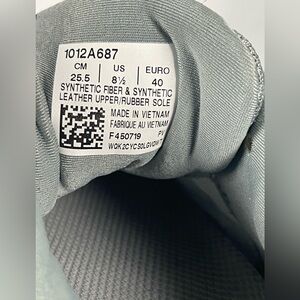 1012A687
CM US EURO
25.5 8½ 40
SYNTHETIC FIBER & SYNTHETIC
LEATHER UPPER/RUBBER SOLE
MADE IN VIETNAM
FABRIQUE AU VIETNAM
F450719 PV